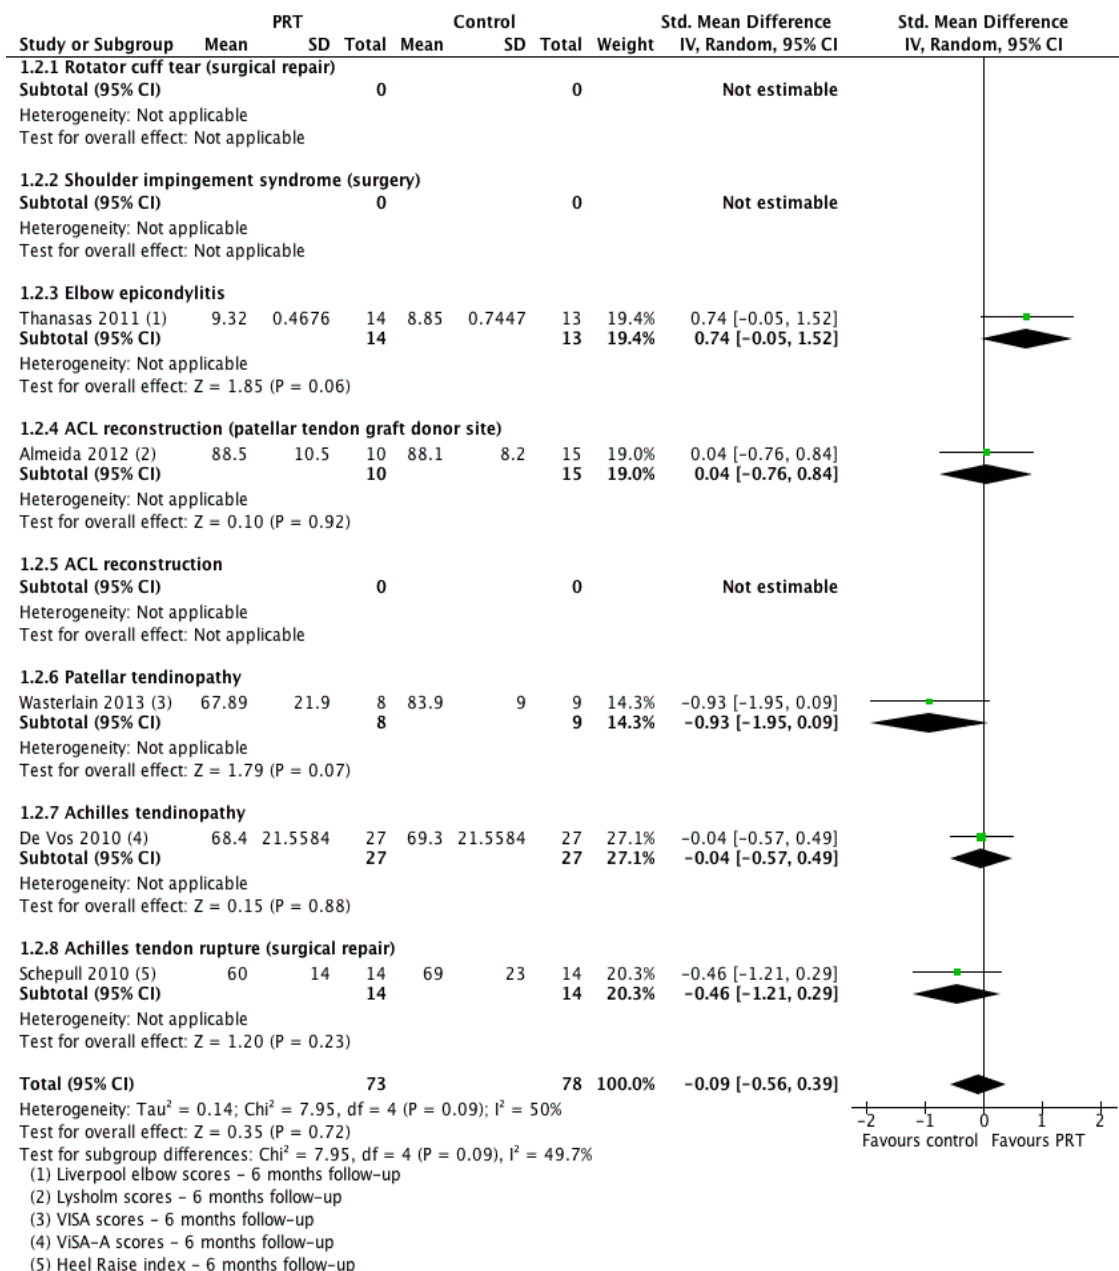 PRT Control Std. Mean Difference Std. Mean Difference
Study or Subgroup Mean SD Total Mean SD Total Weight IV, Random, 95% CI IV, Random, 95% CI
1.2.1 Rotator cuff tear (surgical repair)
Subtotal (95% CI) 0 0 Not estimable
Heterogeneity: Not applicable
Test for overall effect: Not applicable
1.2.2 Shoulder impingement syndrome (surgery)
Subtotal (95% CI) 0 0 Not estimable
Heterogeneity: Not applicable
Test for overall effect: Not applicable
1.2.3 Elbow epicondylitis
Thanasas 2011 (1) 9.32 0.4676 14 8.85 0.7447 13 19.4% 0.74 [-0.05, 1.52]
Subtotal (95% CI) 14 13 19.4% 0.74 [-0.05, 1.52]
Heterogeneity: Not applicable
Test for overall effect: Z = 1.85 (P = 0.06)
1.2.4 ACL reconstruction (patellar tendon graft donor site)
Almeida 2012 (2) 88.5 10.5 10 88.1 8.2 15 19.0% 0.04 [-0.76, 0.84]
Subtotal (95% CI) 10 15 19.0% 0.04 [-0.76, 0.84]
Heterogeneity: Not applicable
Test for overall effect: Z = 0.10 (P = 0.92)
1.2.5 ACL reconstruction
Subtotal (95% CI) 0 0 Not estimable
Heterogeneity: Not applicable
Test for overall effect: Not applicable
1.2.6 Patellar tendinopathy
Wasterlain 2013 (3) 67.89 21.9 8 83.9 9 9 14.3% -0.93 [-1.95, 0.09]
Subtotal (95% CI) 8 9 14.3% -0.93 [-1.95, 0.09]
Heterogeneity: Not applicable
Test for overall effect: Z = 1.79 (P = 0.07)
1.2.7 Achilles tendinopathy
De Vos 2010 (4) 68.4 21.5584 27 69.3 21.5584 27 27.1% -0.04 [-0.57, 0.49]
Subtotal (95% CI) 27 27 27.1% -0.04 [-0.57, 0.49]
Heterogeneity: Not applicable
Test for overall effect: Z = 0.15 (P = 0.88)
1.2.8 Achilles tendon rupture (surgical repair)
Schepull 2010 (5) 60 14 14 69 23 14 20.3% -0.46 [-1.21, 0.29]
Subtotal (95% CI) 14 14 20.3% -0.46 [-1.21, 0.29]
Heterogeneity: Not applicable
Test for overall effect: Z = 1.20 (P = 0.23)
Total (95% CI) 73 78 100.0% -0.09 [-0.56, 0.39]
Heterogeneity: Tau² = 0.14; Chi² = 7.95, df = 4 (P = 0.09); I² = 50%
Test for overall effect: Z = 0.35 (P = 0.72)
Test for subgroup differences: Chi² = 7.95, df = 4 (P = 0.09), I² = 49.7%
-2 -1 0 1 2
Favours control Favours PRT
(1) Liverpool elbow scores - 6 months follow-up
(2) Lysholm scores - 6 months follow-up
(3) VISA scores - 6 months follow-up
(4) ViSA-A scores - 6 months follow-up
(5) Heel Raise index - 6 months follow-up